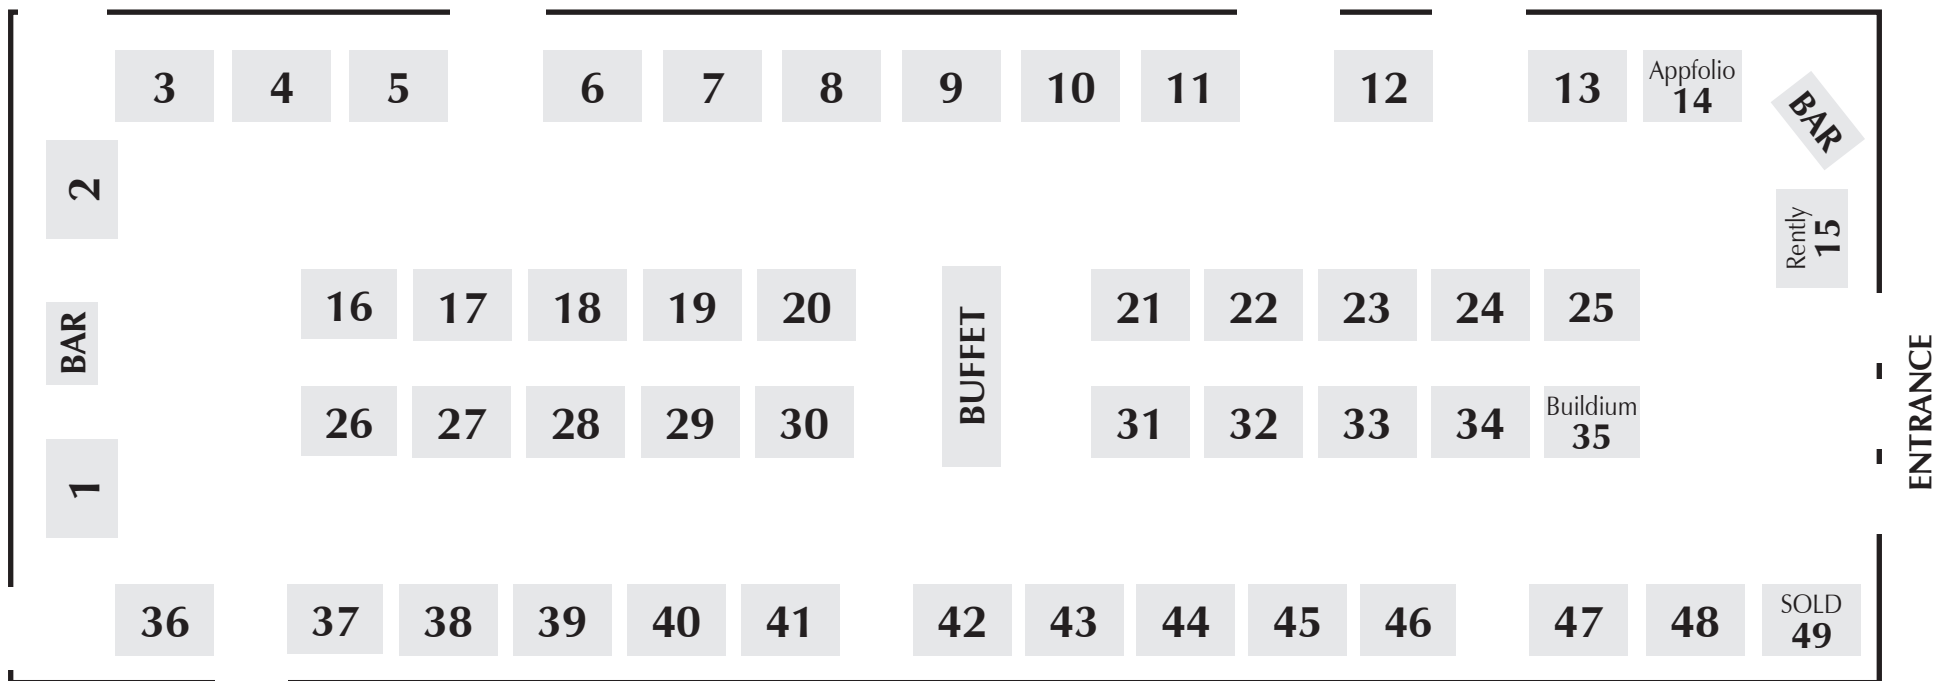 3 4 5 6 7 8 9 10 11 12 13 Appfolio
14
BAR
2
Rently
15
16 17 18 19 20 BUFFET 21 22 23 24 25
BAR
ENTRANCE
26 27 28 29 30 31 32 33 34 Buildium
35
1
36 37 38 39 40 41 42 43 44 45 46 47 48 SOLD
49